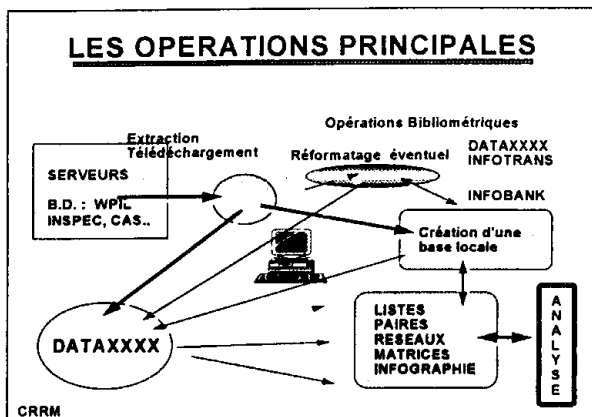 LES OPERATIONS PRINCIPALES
Opérations Bibliométriques
Extraction
Télédéchargement
Réformatage éventuel
DATAXXXX
INFOTRANS
SERVEURS
B.D. : WPIL
INSPEC, CAS..
INFOBANK
Création d'une
base locale
LISTES
PAIRES
RESEAUX
MATRICES
INFOGRAPHIE
ANALYSE
DATAXXXX
CRRM